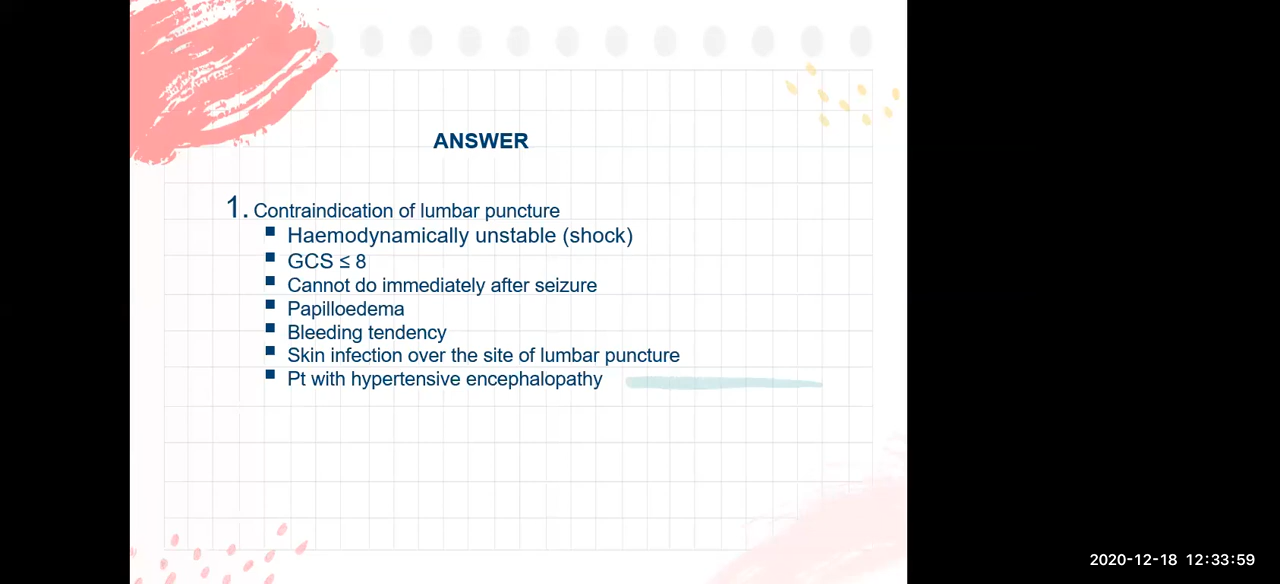 ANSWER
1. Contraindication of lumbar puncture
▪ Haemodynamically unstable (shock)
▪ GCS ≤ 8
▪ Cannot do immediately after seizure
▪ Papilloedema
▪ Bleeding tendency
▪ Skin infection over the site of lumbar puncture
▪ Pt with hypertensive encephalopathy
2020-12-18 12:33:59